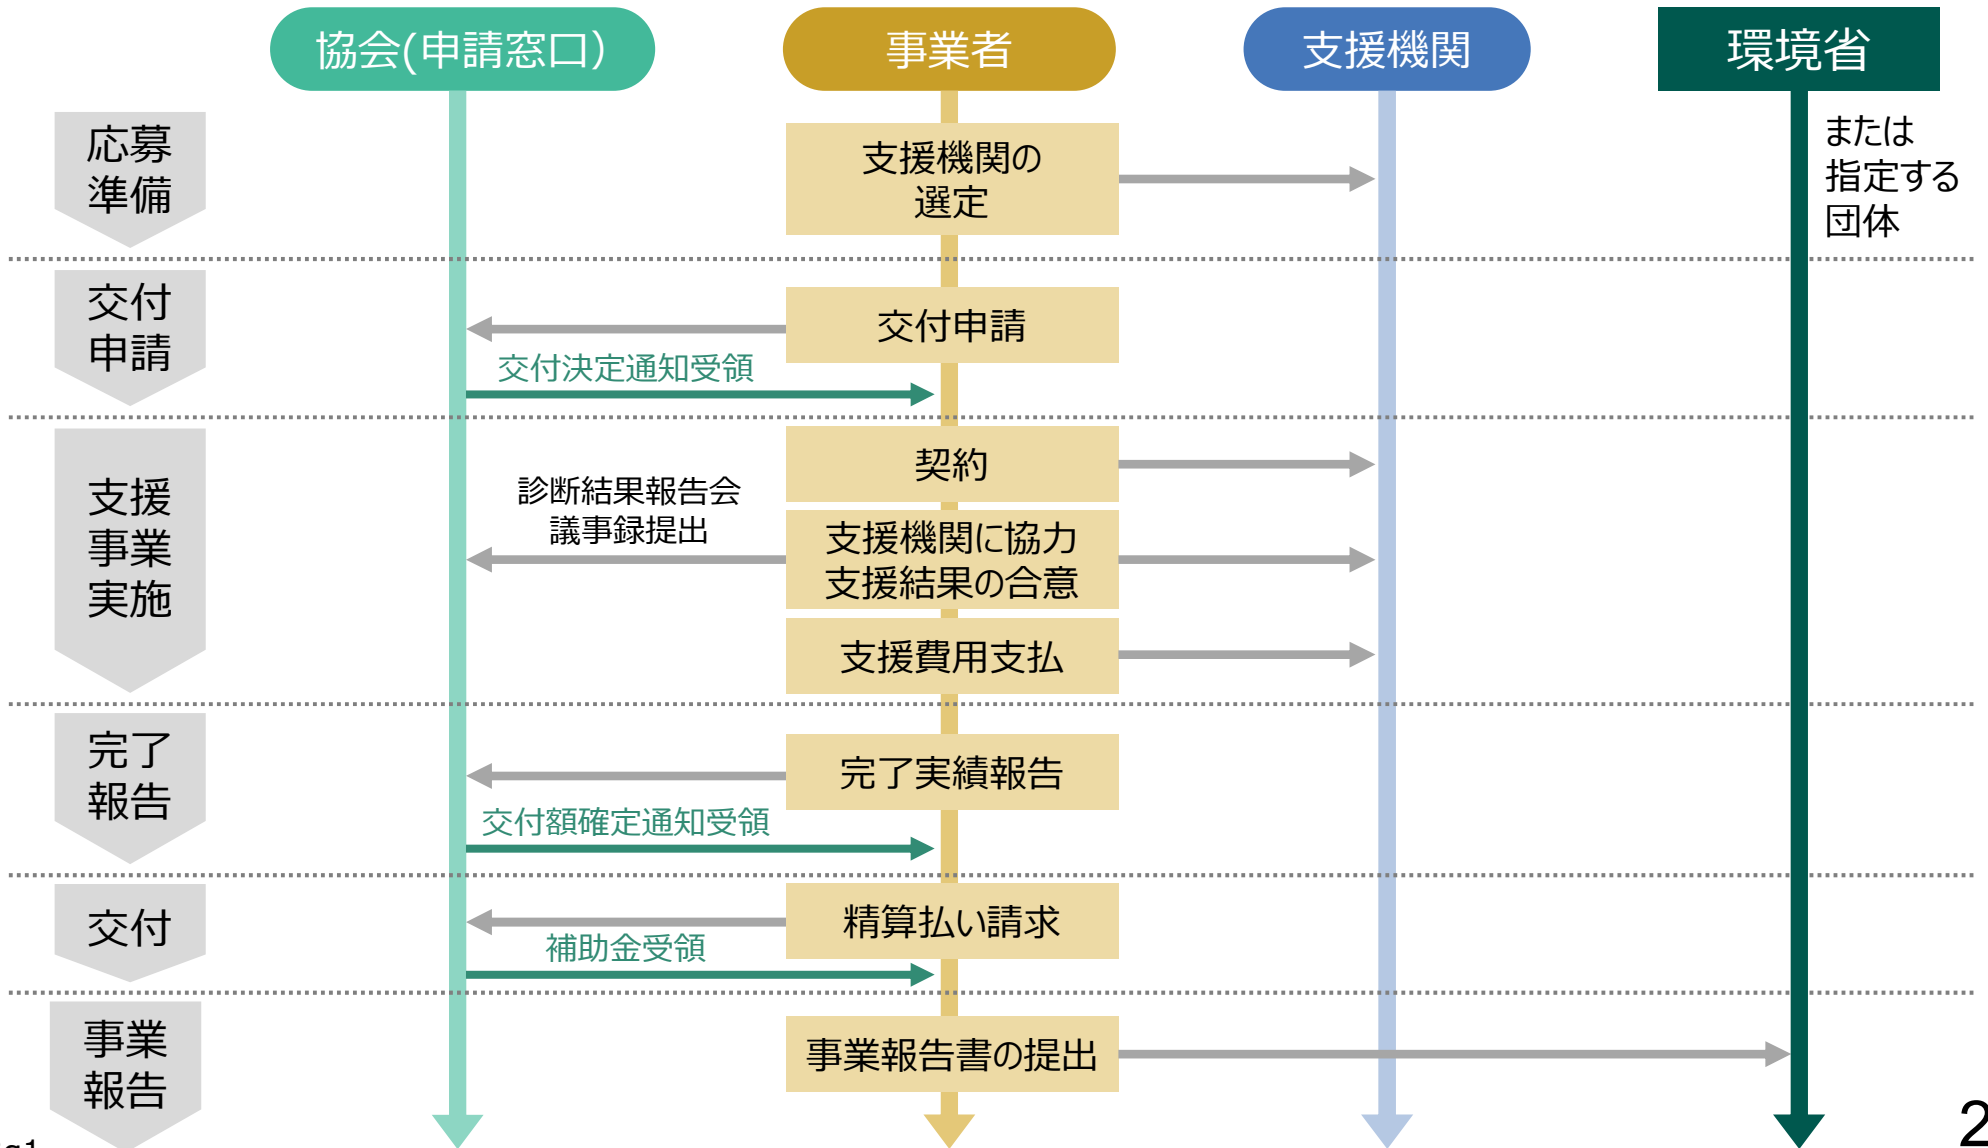 協会(申請窓口）
事業者
支援機関
環境省
または
指定する
団体
応募
準備
支援機関の
選定
交付
申請
交付申請
交付決定通知受領
支援
事業
実施
契約
診断結果報告会
議事録提出
支援機関に協力
支援結果の合意
支援費用支払
完了
報告
完了実績報告
交付額確定通知受領
交付
精算払い請求
補助金受領
事業
報告
事業報告書の提出
2